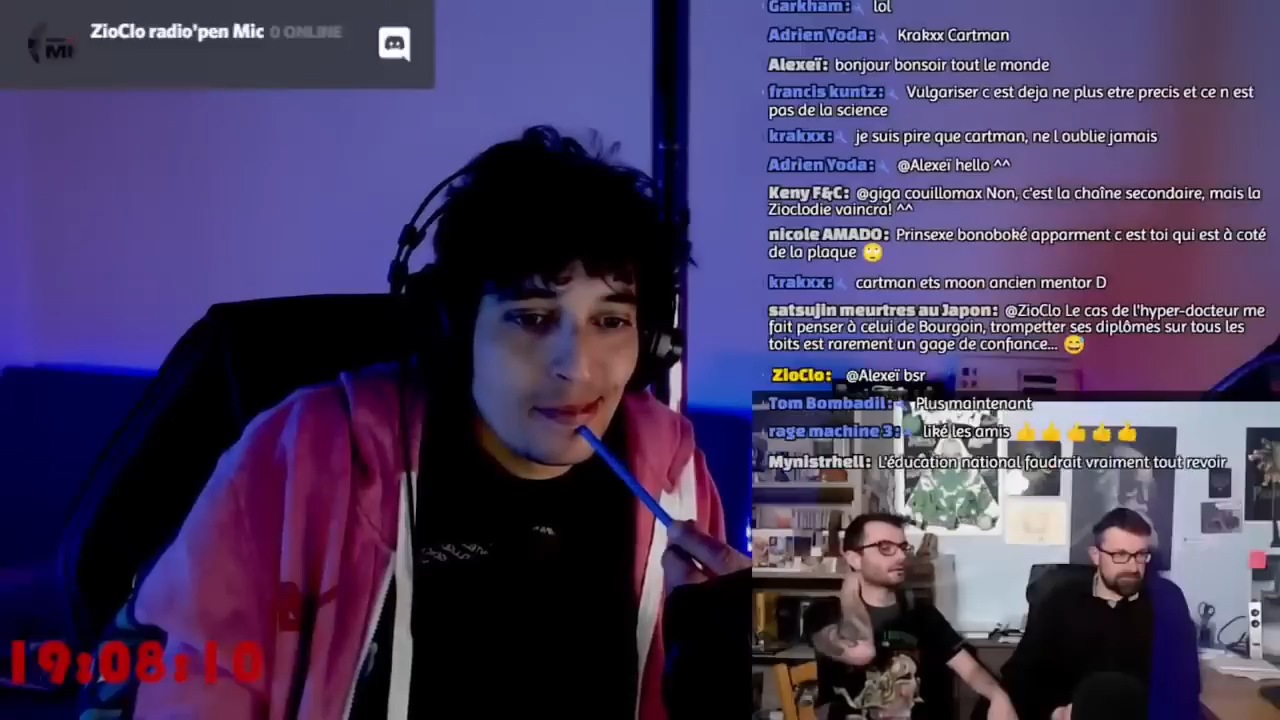 ZioClo radio'pen Mic 0 ONLINE
MI
Garkham: lol
Adrien Yoda: Krakxx Cartman
Alexeï: bonjour bonsoir tout le monde
francis kuntz: Vulgariser c est deja ne plus etre precis et ce n est
pas de la science
krakxx: je suis pire que cartman, ne l oublie jamais
Adrien Yoda: @Alexeï hello ^^
Keny F&C: @giga couillomax Non, c'est la chaîne secondaire, mais la
Zioclodie vaincra! ^^
nicole AMADO: Prinsexe bonoboké apparment c est toi qui est à coté
de la plaque 🙄
krakxx: cartman ets moon ancien mentor D
satsujin meurtres au Japon: @ZioClo Le cas de l'hyper-docteur me
fait penser à celui de Bourgoin, trompetter ses diplômes sur tous les
toits est rarement un gage de confiance... 😅
ZioClo: @Alexeï bsr
Tom Bombadil: Plus maintenant
rage machine 3: liké les amis 👍👍👍👍👍
Mynistrhell: L'éducation national faudrait vraiment tout revoir
19:08:10